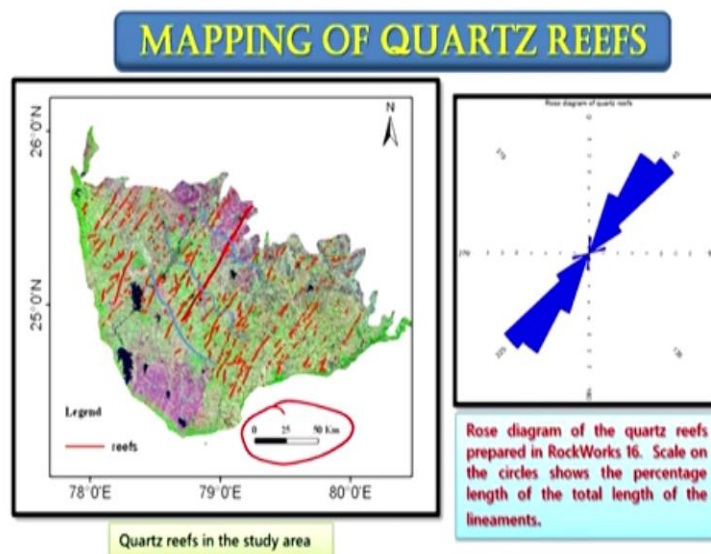 MAPPING OF QUARTZ REEFS
N
26°0'N
25°0'N
Legend
reefs
0 25 50 Km
78°0'E 79°0'E 80°0'E
Quartz reefs in the study area
Rose diagram of quartz reefs
0
45
270
225
Rose diagram of the quartz reefs
prepared in RockWorks 16. Scale on
the circles shows the percentage
length of the total length of the
lineaments.